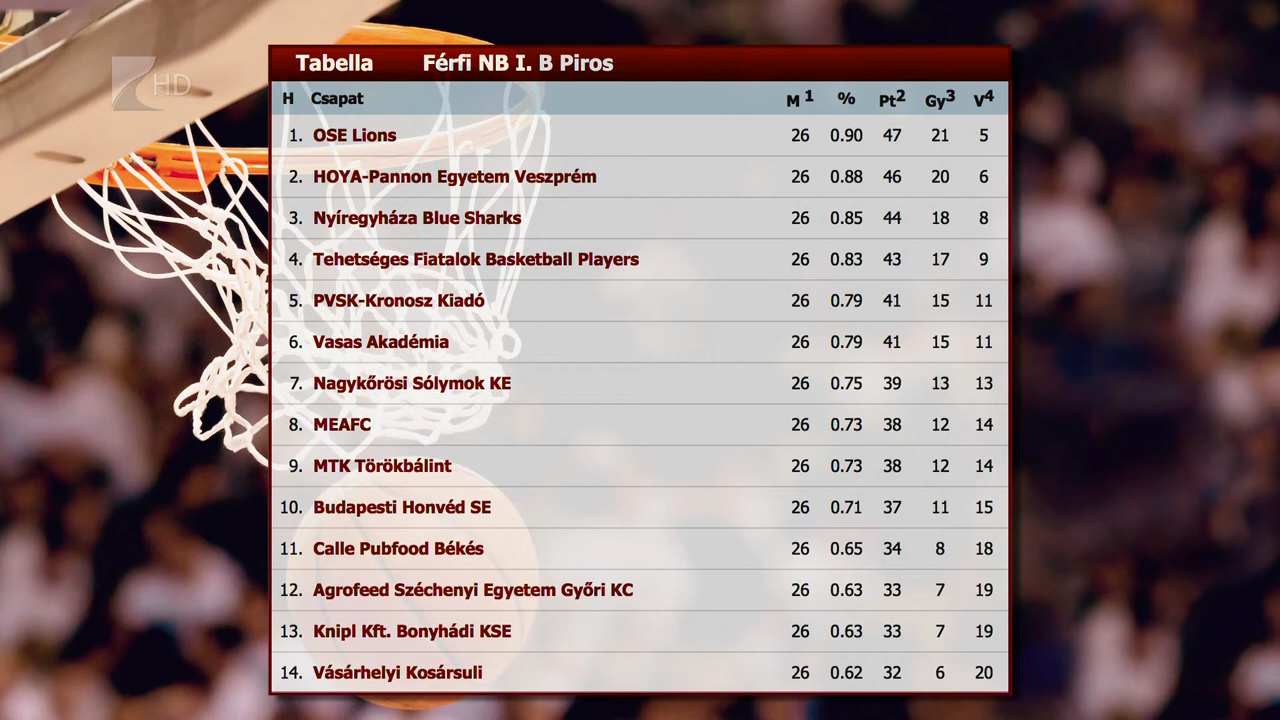 HD
Tabella Férfi NB I. B Piros
H Csapat M 1 % Pt2 Gy3 V4
1. OSE Lions 26 0.90 47 21 5
2. HOYA-Pannon Egyetem Veszprém 26 0.88 46 20 6
3. Nyíregyháza Blue Sharks 26 0.85 44 18 8
4. Tehetséges Fiatalok Basketball Players 26 0.83 43 17 9
5. PVSK-Kronosz Kiadó 26 0.79 41 15 11
6. Vasas Akadémia 26 0.79 41 15 11
7. Nagykőrösi Sólymok KE 26 0.75 39 13 13
8. MEAFC 26 0.73 38 12 14
9. MTK Törökbálint 26 0.73 38 12 14
10. Budapesti Honvéd SE 26 0.71 37 11 15
11. Calle Pubfood Békés 26 0.65 34 8 18
12. Agrofeed Széchenyi Egyetem Győri KC 26 0.63 33 7 19
13. Knipl Kft. Bonyhádi KSE 26 0.63 33 7 19
14. Vásárhelyi Kosársuli 26 0.62 32 6 20